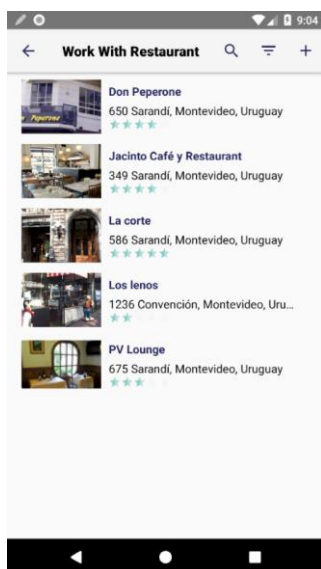 9:04
Work With Restaurant
Don Peperone
650 Sarandí, Montevideo, Uruguay
Jacinto Café y Restaurant
349 Sarandí, Montevideo, Uruguay
La corte
586 Sarandí, Montevideo, Uruguay
Los lenos
1236 Convención, Montevideo, Uru...
PV Lounge
675 Sarandí, Montevideo, Uruguay